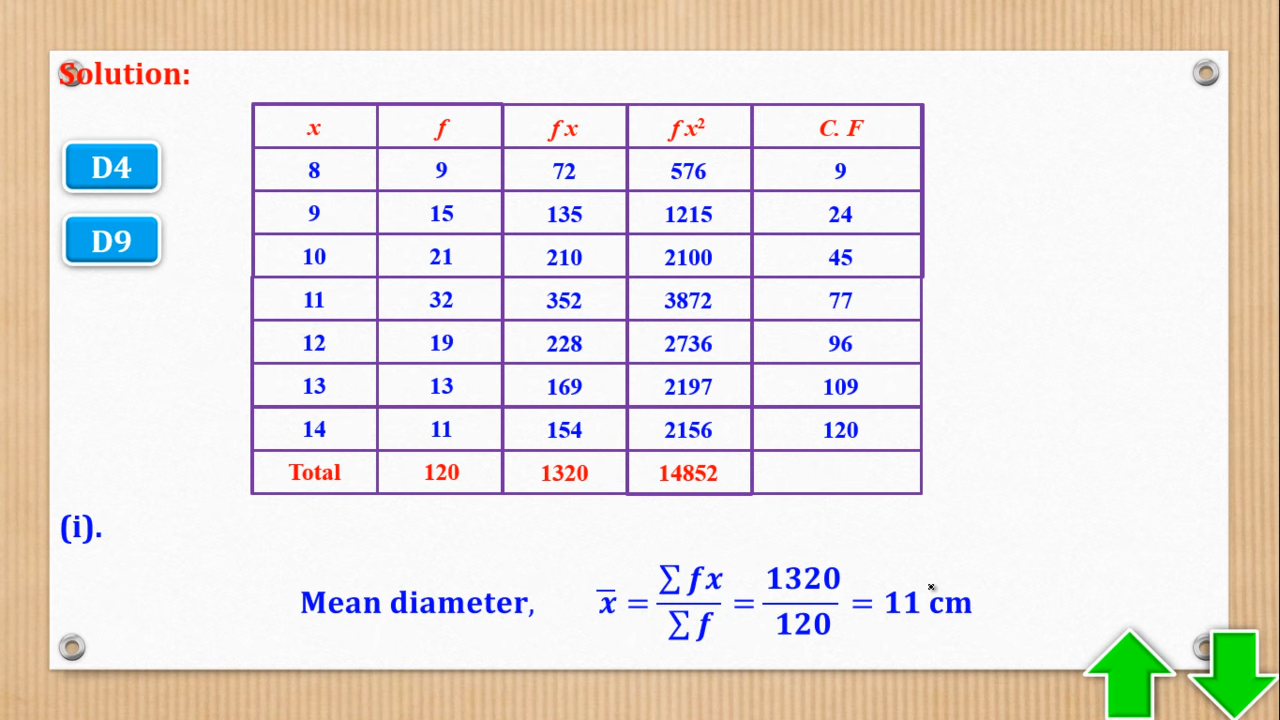 Solution:
D4
D9
x f fx fx² C. F
8 9 72 576 9
9 15 135 1215 24
10 21 210 2100 45
11 32 352 3872 77
12 19 228 2736 96
13 13 169 2197 109
14 11 154 2156 120
Total 120 1320 14852
(i).
Mean diameter, x̅ = ∑ fx / ∑ f = 1320 / 120 = 11 cm